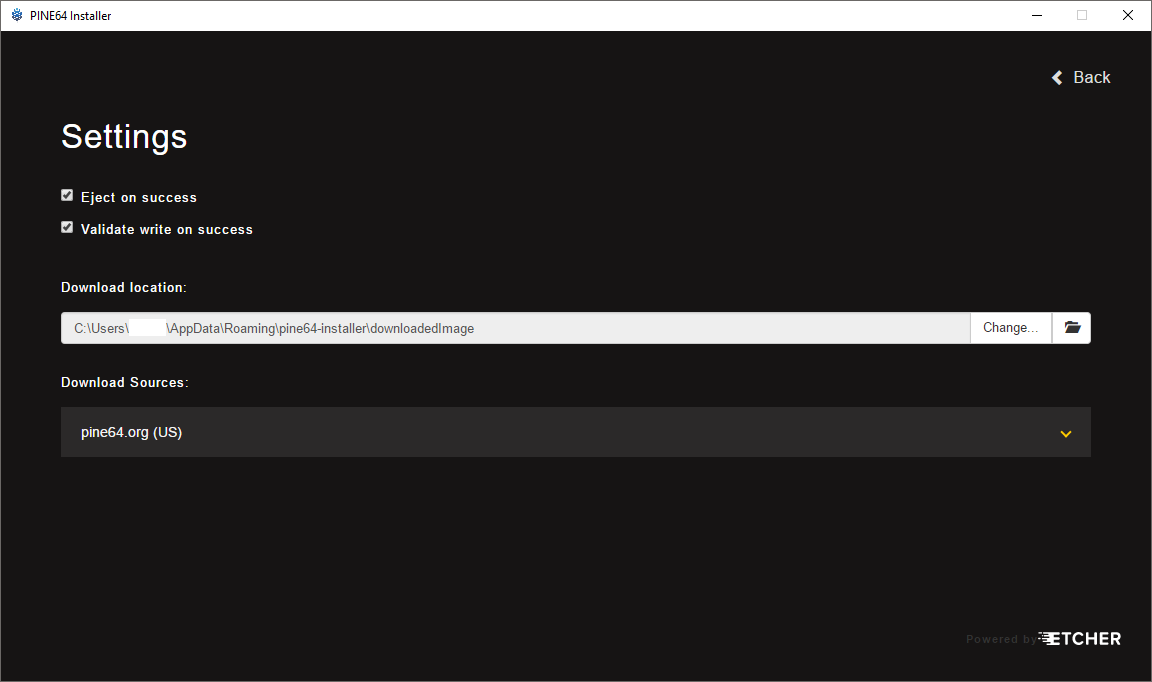 PINE64 Installer
Back
Settings
Eject on success
Validate write on success
Download location:
C:\Users\ \AppData\Roaming\pine64-installer\downloadedImage
Change...
Download Sources:
pine64.org (US)
Powered by ETCHER